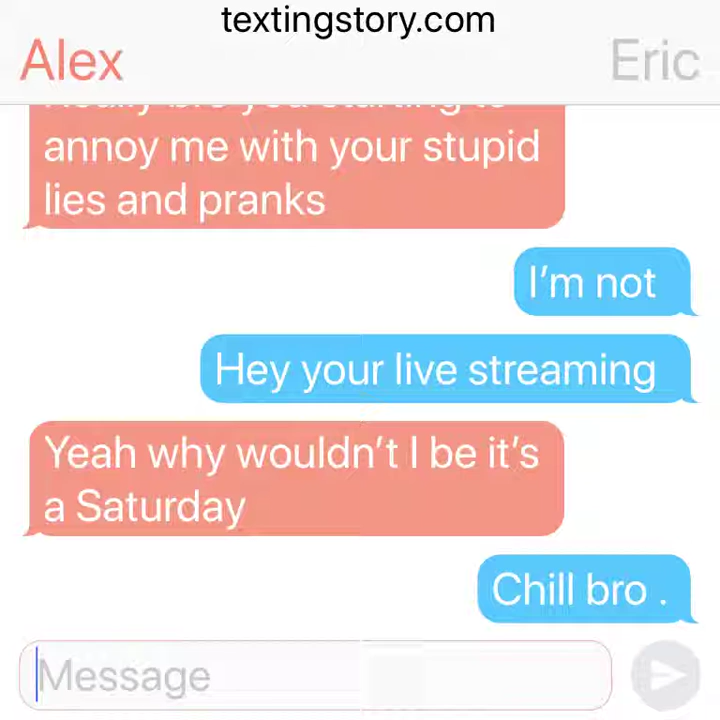 textingstory.com
Alex Eric
annoy me with your stupid
lies and pranks
I'm not
Hey your live streaming
Yeah why wouldn't I be it's
a Saturday
Chill bro .
Message